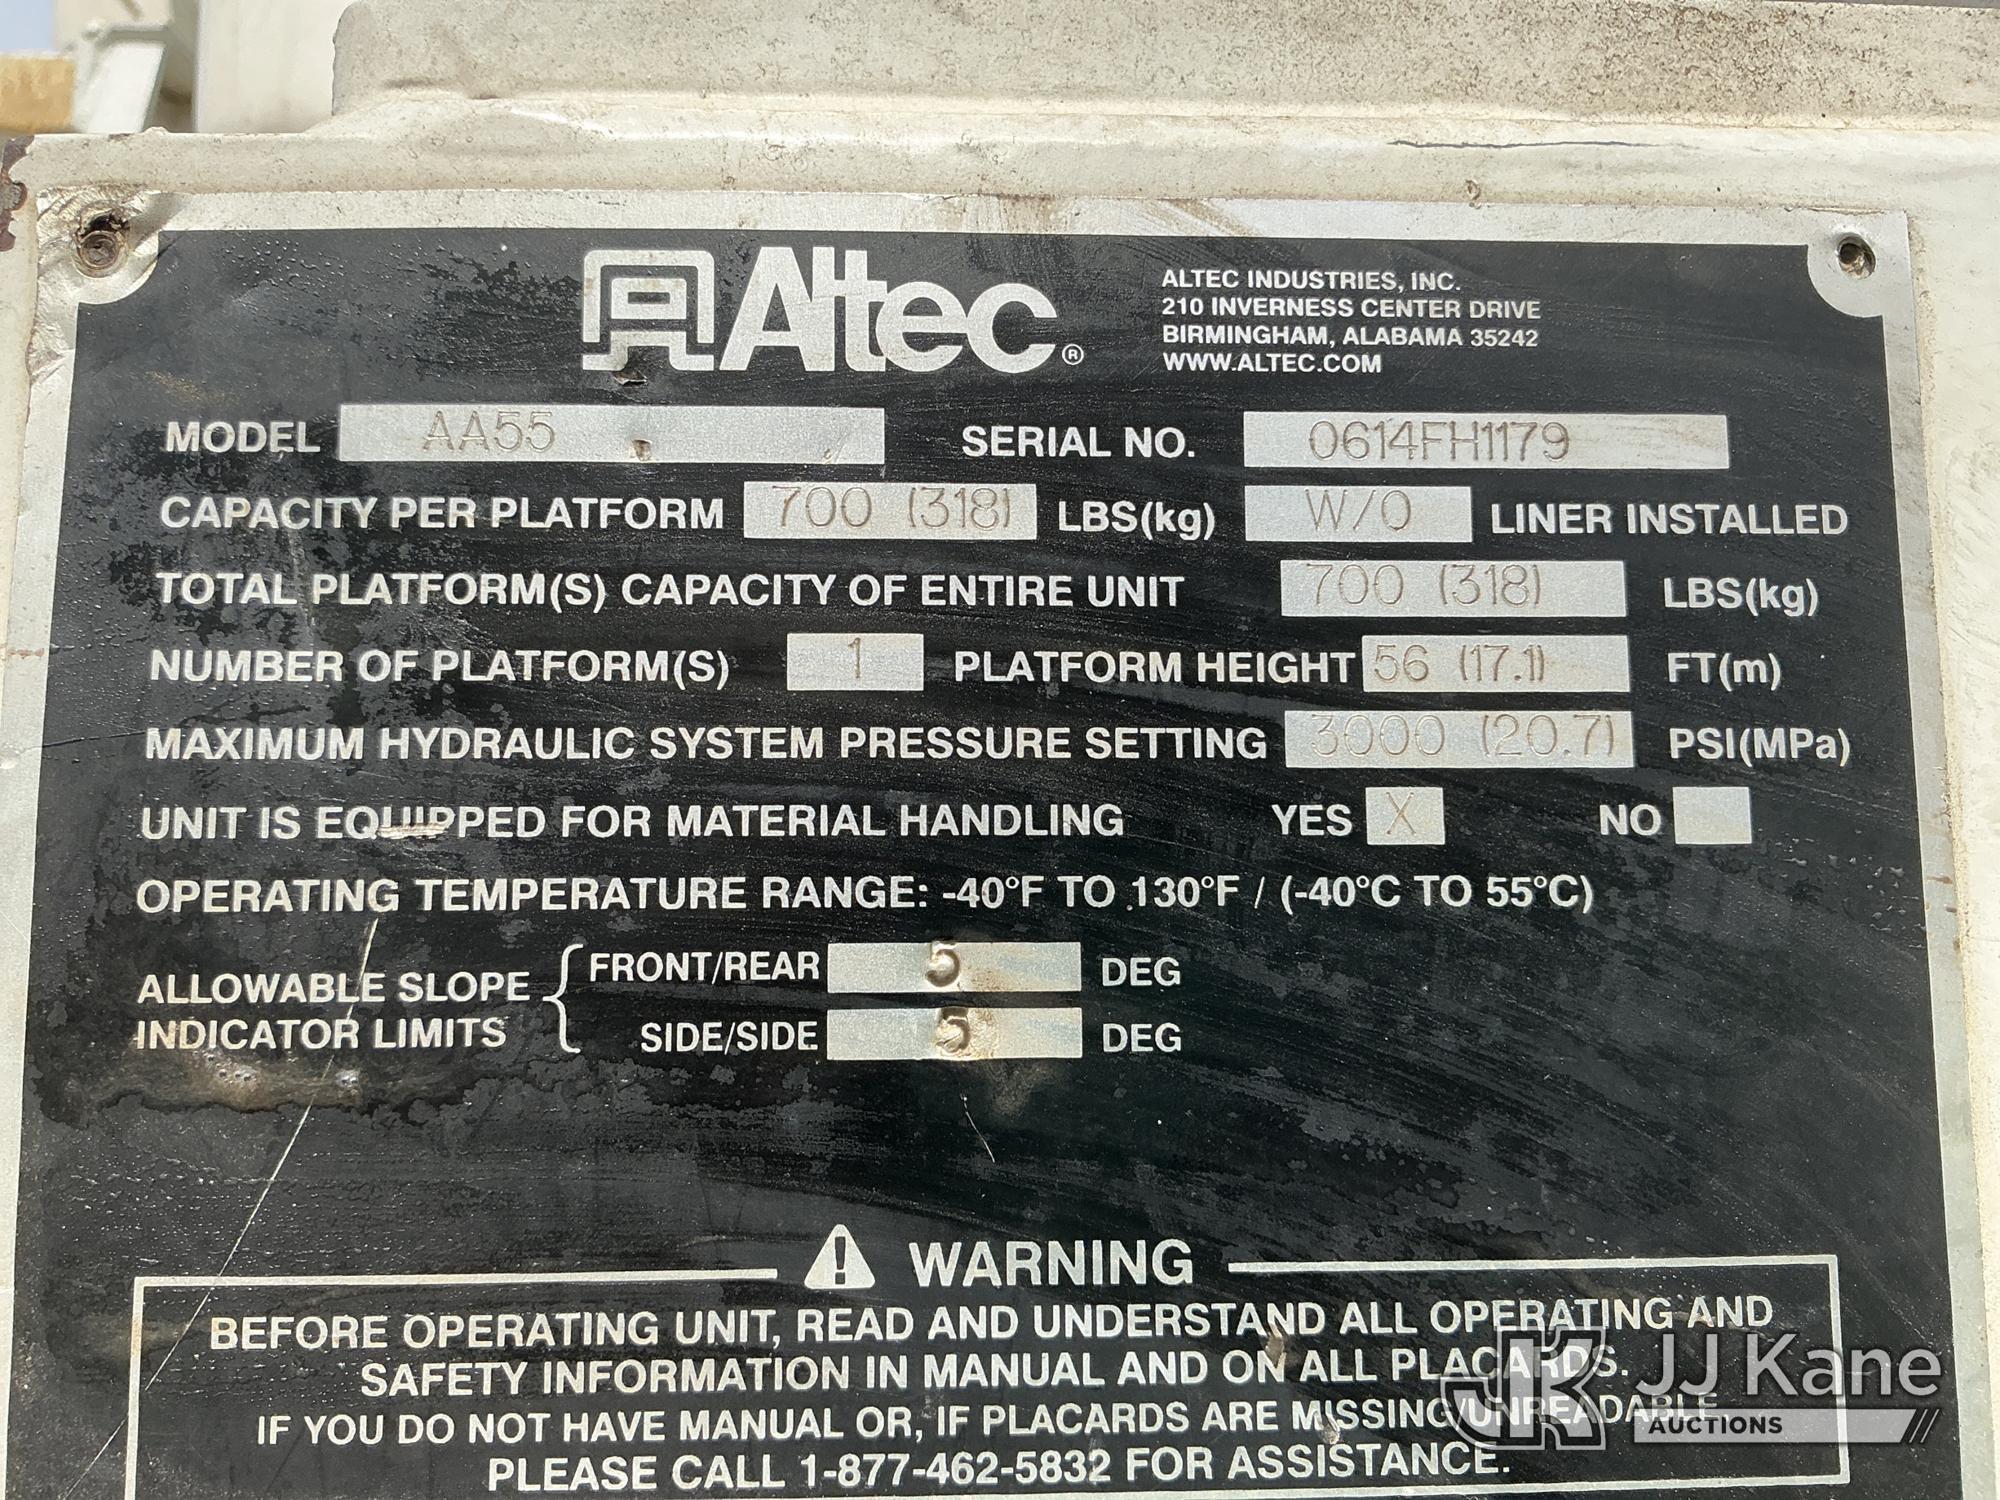 Altec®
ALTEC INDUSTRIES, INC.
210 INVERNESS CENTER DRIVE
BIRMINGHAM, ALABAMA 35242
WWW.ALTEC.COM
MODEL AA55 SERIAL NO. 0614FH1179
CAPACITY PER PLATFORM 700 (318) LBS(kg) W/O LINER INSTALLED
TOTAL PLATFORM(S) CAPACITY OF ENTIRE UNIT 700 (318) LBS(kg)
NUMBER OF PLATFORM(S) 1 PLATFORM HEIGHT 56 (17.1) FT(m)
MAXIMUM HYDRAULIC SYSTEM PRESSURE SETTING 3000 (20.7) PSI(MPa)
UNIT IS EQUIPPED FOR MATERIAL HANDLING YES X NO
OPERATING TEMPERATURE RANGE: -40°F TO 130°F / (-40°C TO 55°C)
ALLOWABLE SLOPE INDICATOR LIMITS
FRONT/REAR 5 DEG
SIDE/SIDE 5 DEG
WARNING
BEFORE OPERATING UNIT, READ AND UNDERSTAND ALL OPERATING AND
SAFETY INFORMATION IN MANUAL AND ON ALL PLACARDS.
IF YOU DO NOT HAVE MANUAL OR, IF PLACARDS ARE MISSING/UNREADABLE
PLEASE CALL 1-877-462-5832 FOR ASSISTANCE.
JK JJ Kane
AUCTIONS